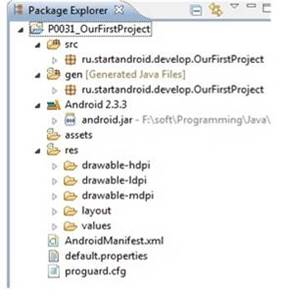 Package Explorer
P0031_OurFirstProject
src
ru.startandroid.develop.OurFirstProject
gen [Generated Java Files]
ru.startandroid.develop.OurFirstProject
Android 2.3.3
android.jar - F:\soft\Programming\Java\
assets
res
drawable-hdpi
drawable-ldpi
drawable-mdpi
layout
values
AndroidManifest.xml
default.properties
proguard.cfg